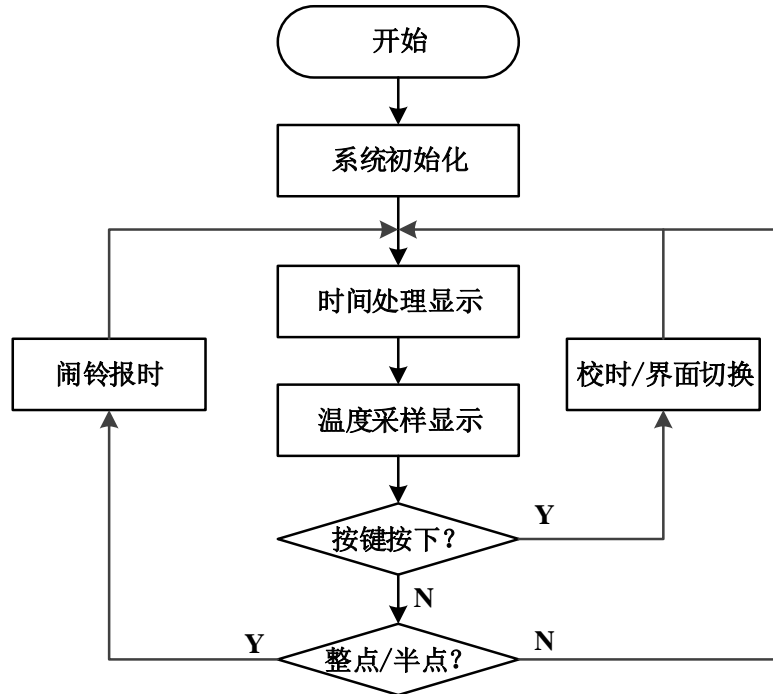 开始
系统初始化
时间处理显示
闹铃报时
校时/界面切换
温度采样显示
Y
按键按下?
N
Y
N
整点/半点?